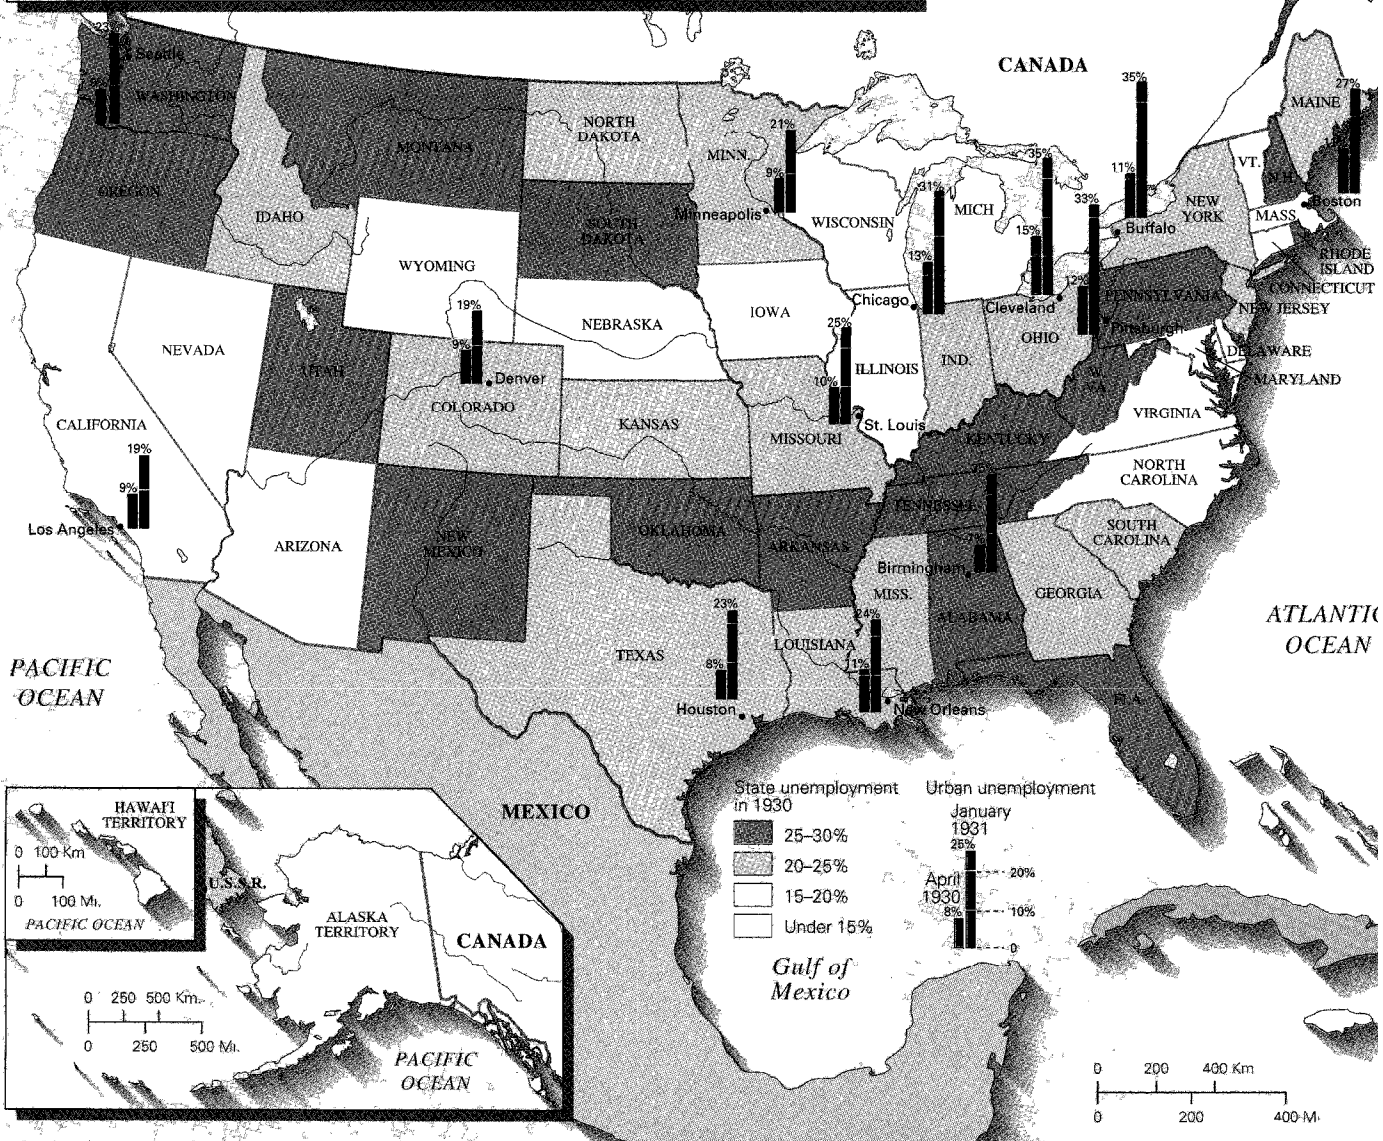 CANADA
23%
Seattle
WASHINGTON
OREGON
IDAHO
MONTANA
NORTH
DAKOTA
SOUTH
DAKOTA
MINN.
21%
9%
Minneapolis
WISCONSIN
MICH
31%
13%
Chicago
35%
15%
Cleveland
35%
11%
Buffalo
33%
12%
Pittsburgh
PENNSYLVANIA
NEW
YORK
VT.
N.H.
MAINE
27%
Boston
MASS
RHODE
ISLAND
CONNECTICUT
NEW JERSEY
DELAWARE
MARYLAND
WYOMING
NEBRASKA
IOWA
ILLINOIS
IND.
OHIO
W.
VA.
VIRGINIA
NEVADA
UTAH
CALIFORNIA
19%
9%
Denver
COLORADO
KANSAS
MISSOURI
25%
10%
St. Louis
KENTUCKY
NORTH
CAROLINA
TENNESSEE
SOUTH
CAROLINA
19%
9%
Los Angeles
ARIZONA
NEW
MEXICO
OKLAHOMA
ARKANSAS
7%
Birmingham
MISS.
ALABAMA
GEORGIA
TEXAS
23%
8%
Houston
LOUISIANA
24%
11%
New Orleans
FLA.
PACIFIC
OCEAN
ATLANTIC
OCEAN
MEXICO
Gulf of
Mexico
State unemployment
in 1930
25–30%
20–25%
15–20%
Under 15%
Urban unemployment
January
1931
25%
April
1930
8%
20%
10%
0
HAWAI'I
TERRITORY
0 100 Km
0 100 Mi.
PACIFIC OCEAN
U.S.S.R.
ALASKA
TERRITORY
CANADA
0 250 500 Km.
0 250 500 Mi.
PACIFIC
OCEAN
0 200 400 Km
0 200 400 Mi.